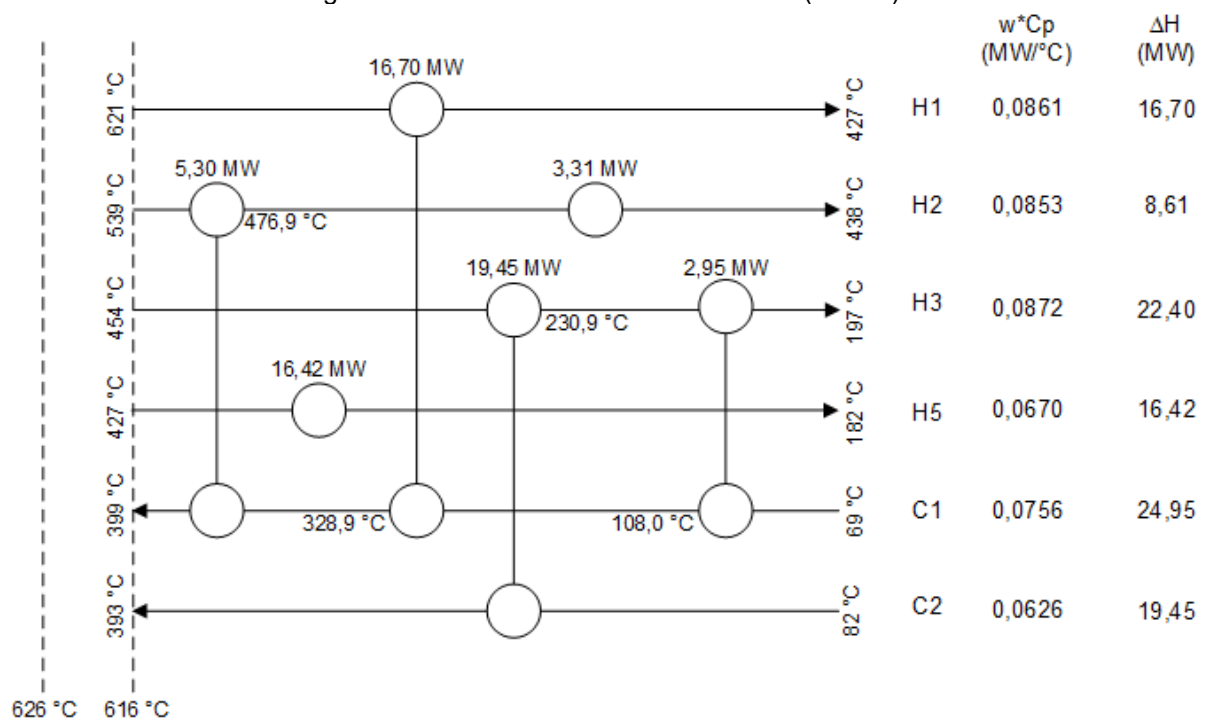 w*Cp ΔH
(MW/°C) (MW)
16,70 MW
621 °C 427 °C H1 0,0861 16,70
5,30 MW 3,31 MW
539 °C 476,9 °C 438 °C H2 0,0853 8,61
19,45 MW 2,95 MW
454 °C 230,9 °C 197 °C H3 0,0872 22,40
16,42 MW
427 °C 182 °C H5 0,0670 16,42
399 °C 328,9 °C 108,0 °C 69 °C C1 0,0756 24,95
393 °C 82 °C C2 0,0626 19,45
626 °C 616 °C